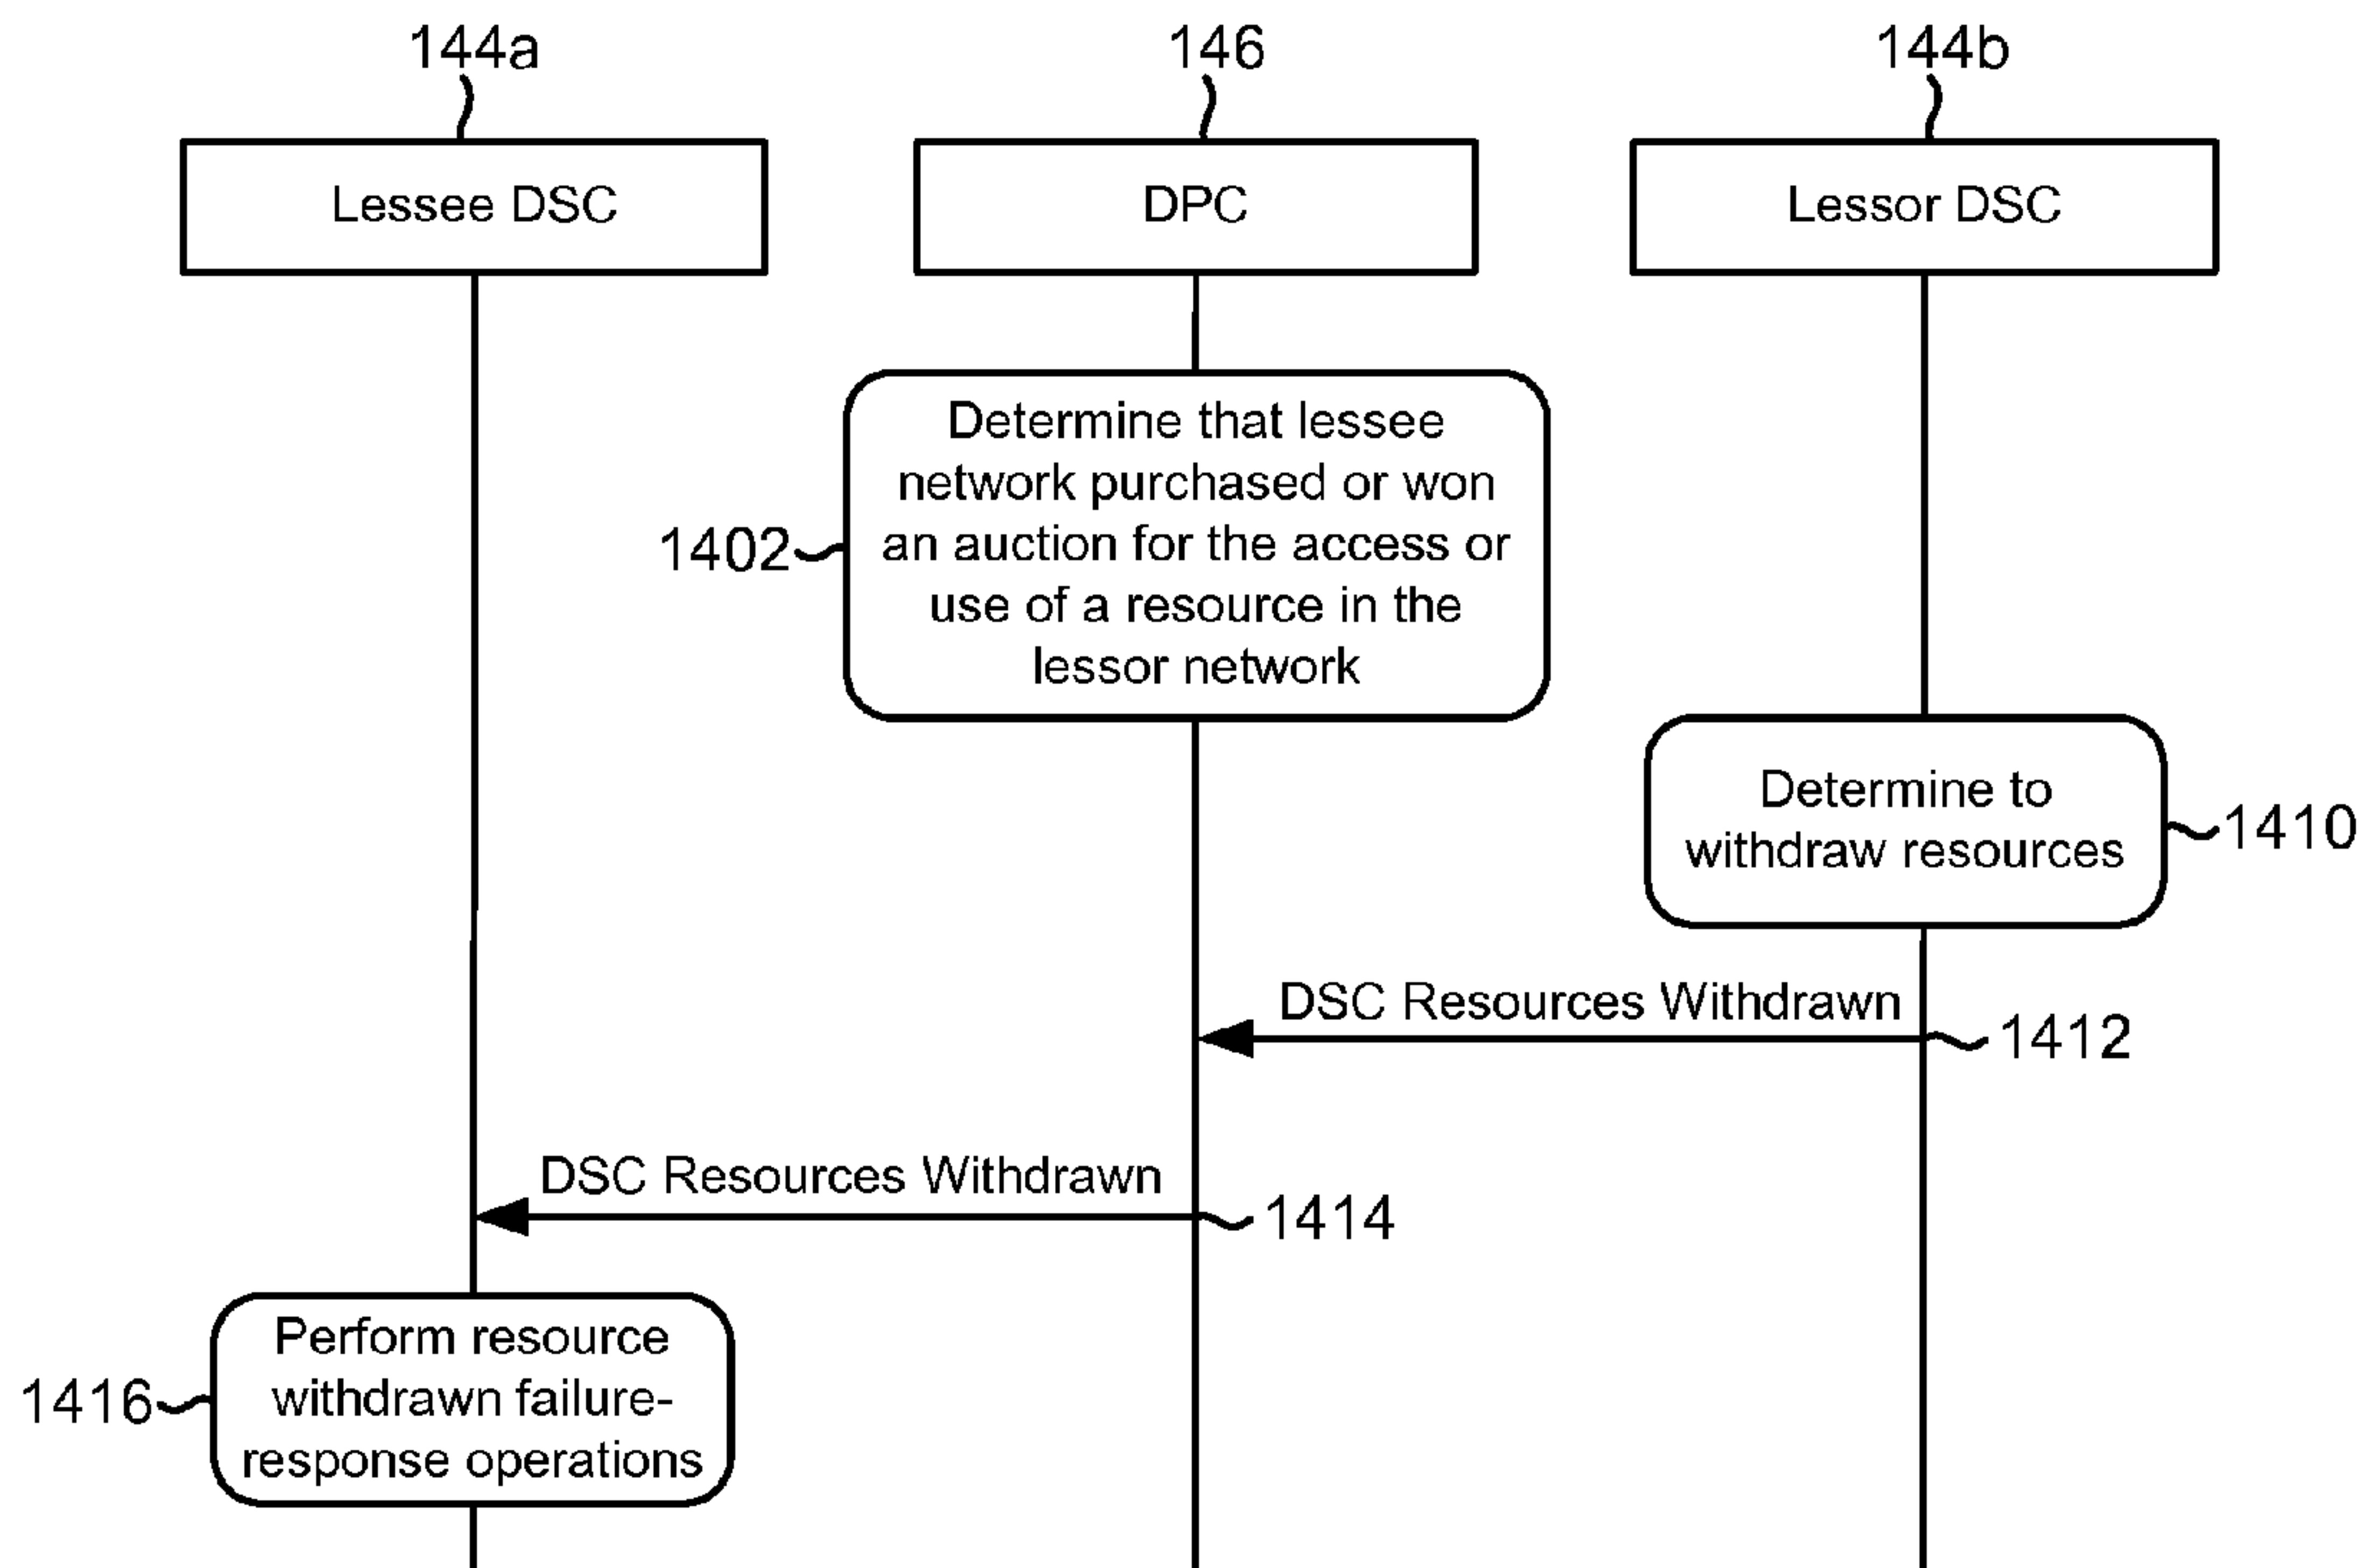 144a
146
144b
Lessee DSC
DPC
Lessor DSC
Determine that lessee
network purchased or won
an auction for the access or
use of a resource in the
lessor network
1402
Determine to
withdraw resources
1410
DSC Resources Withdrawn
1412
DSC Resources Withdrawn
1414
Perform resource
withdrawn failure-
response operations
1416